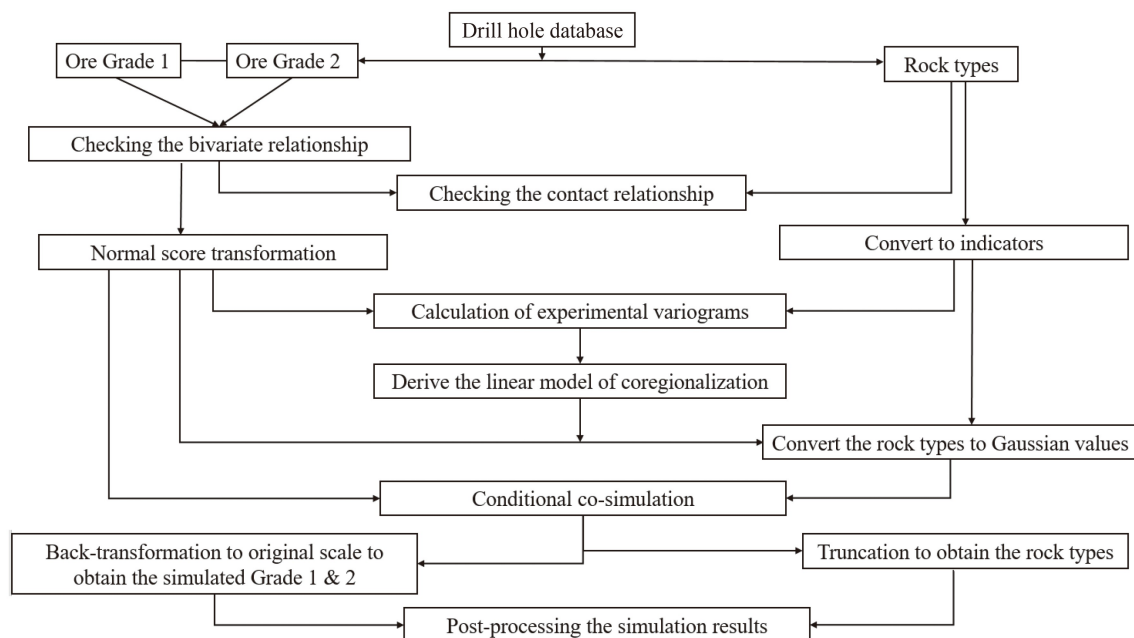 Drill hole database
Ore Grade 1
Ore Grade 2
Rock types
Checking the bivariate relationship
Checking the contact relationship
Normal score transformation
Convert to indicators
Calculation of experimental variograms
Derive the linear model of coregionalization
Convert the rock types to Gaussian values
Conditional co-simulation
Back-transformation to original scale to
obtain the simulated Grade 1 & 2
Truncation to obtain the rock types
Post-processing the simulation results